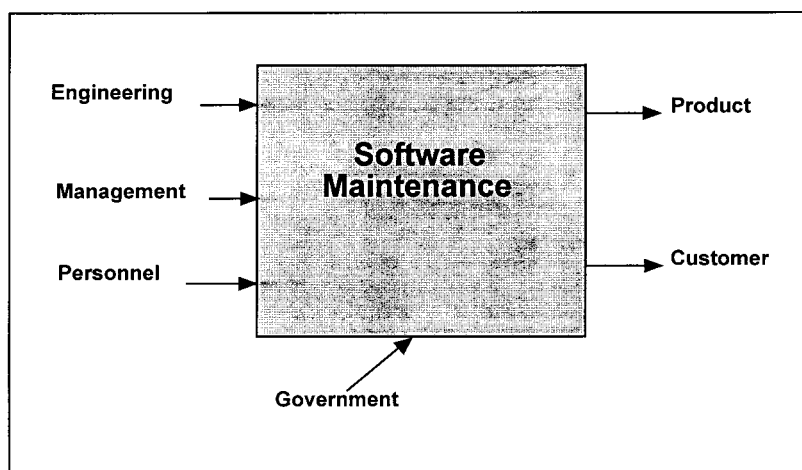 Engineering
Product
Software
Maintenance
Management
Personnel
Customer
Government